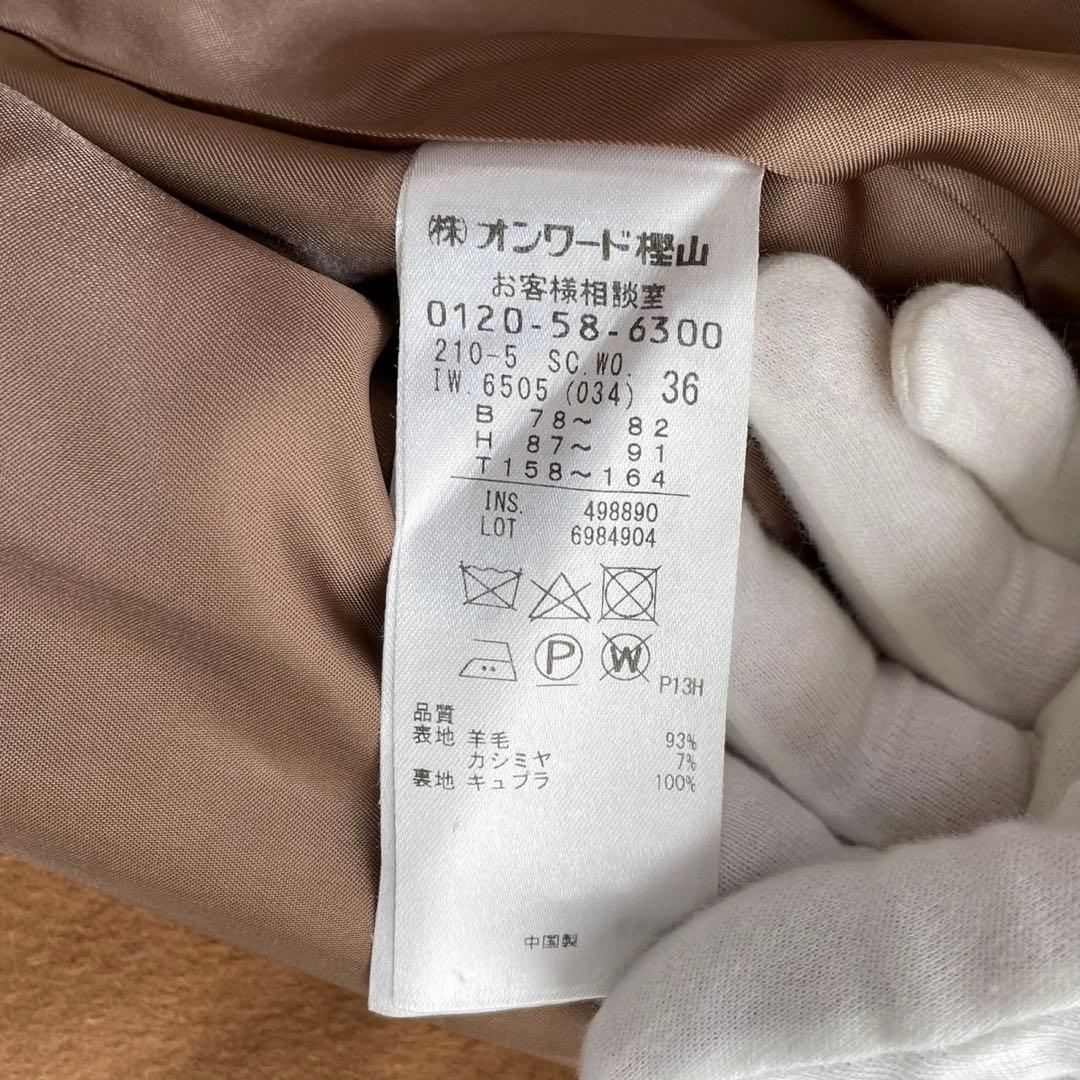 ㈱オンワード樫山
お客様相談室
0120-58-6300
210-5 SC.WO.
IW.6505 (034) 36
B 78～ 82
H 87～ 91
T158～164
INS. 498890
LOT 6984904
P W P13H
品質
表地 羊毛 93%
カシミヤ 7%
裏地 キュプラ 100%
中国製